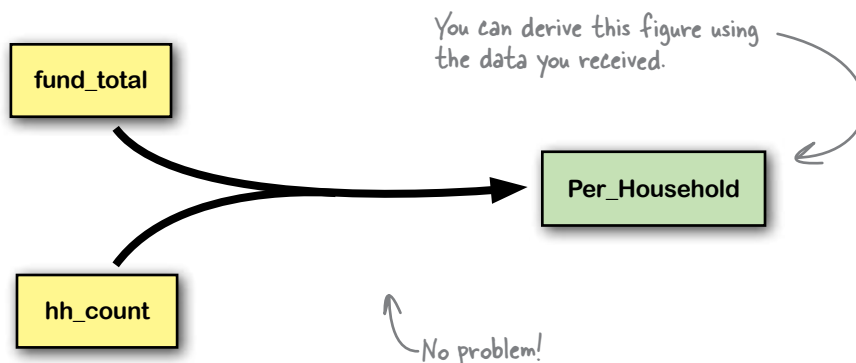 You can derive this figure using
the data you received.
fund_total
Per_Household
hh_count
No problem!